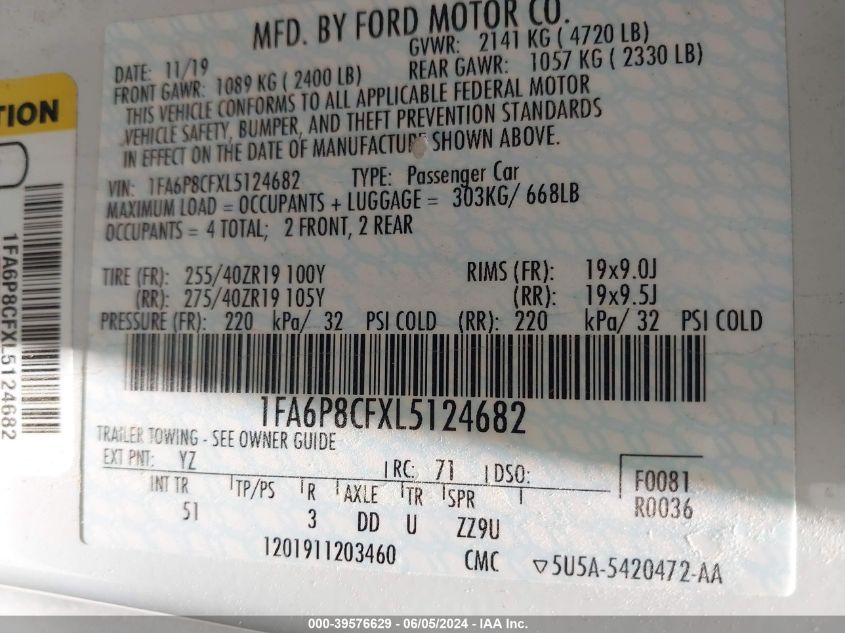 MFD. BY FORD MOTOR CO.
DATE: 11/19
GVWR: 2141 KG ( 4720 LB)
FRONT GAWR: 1089 KG ( 2400 LB)
REAR GAWR: 1057 KG ( 2330 LB)
THIS VEHICLE CONFORMS TO ALL APPLICABLE FEDERAL MOTOR
VEHICLE SAFETY, BUMPER, AND THEFT PREVENTION STANDARDS
IN EFFECT ON THE DATE OF MANUFACTURE SHOWN ABOVE.
VIN: 1FA6P8CFXL5124682 TYPE: Passenger Car
MAXIMUM LOAD = OCCUPANTS + LUGGAGE = 303KG/ 668LB
OCCUPANTS = 4 TOTAL; 2 FRONT, 2 REAR
TIRE (FR): 255/40ZR19 100Y RIMS (FR): 19x9.0J
(RR): 275/40ZR19 105Y (RR): 19x9.5J
PRESSURE (FR): 220 kPa/ 32 PSI COLD (RR): 220 kPa/ 32 PSI COLD
1FA6P8CFXL5124682
TRAILER TOWING - SEE OWNER GUIDE
EXT PNT: YZ RC: 71 DSO:
INT TR TP/PS R AXLE TR SPR
51 3 DD U ZZ9U
F0081
R0036
1201911203460 CMC ▽5U5A-5420472-AA
TION
1FA6P8CFXL5124682
000-39576629 - 06/05/2024 - IAA Inc.